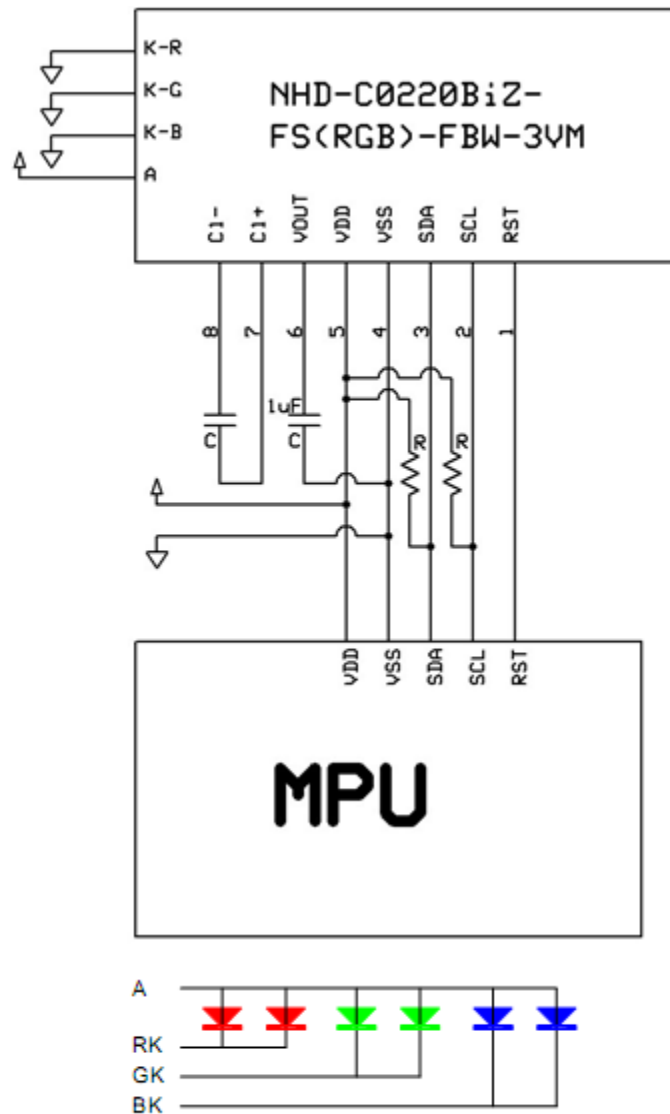 K-R
K-G
K-B
A
NHD-C0220BiZ-
FS(RGB)-FBW-3VM
C1- C1+ VOUT VDD VSS SDA SCL RST
8 7 6 5 4 3 2 1
1uF
C C R R
VDD VSS SDA SCL RST
MPU
A
RK
GK
BK